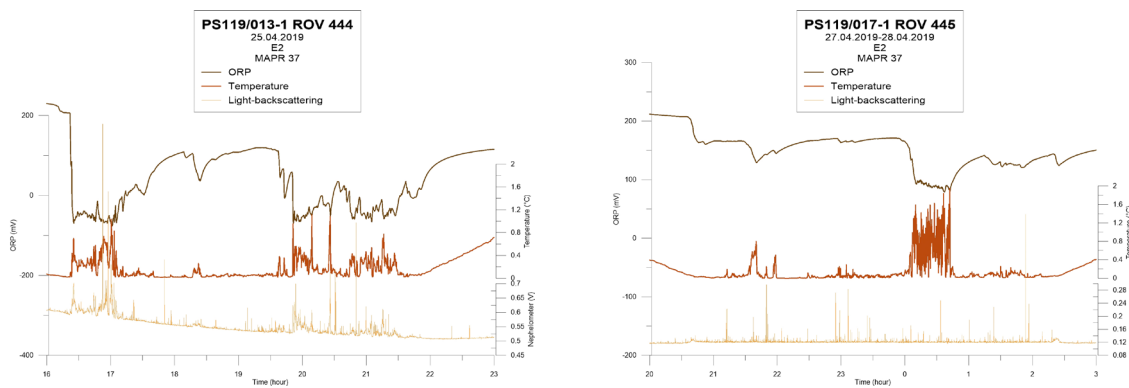 PS119/013-1 ROV 444
25.04.2019
E2
MAPR 37
ORP
Temperature
Light-backscattering
200
0
-200
-400
ORP (mV)
2
1.6
1.2
0.8
0.4
0
Temperature (°C)
0.7
0.65
0.6
0.55
0.5
0.45
Nephelometer (V)
16 17 18 19 20 21 22 23
Time (hour)
PS119/017-1 ROV 445
27.04.2019-28.04.2019
E2
MAPR 37
ORP
Temperature
Light-backscattering
300
200
150
0
-100
-200
ORP (mV)
2
1.6
1.2
0.8
0.4
0
0.28
0.24
0.20
0.16
0.12
0.08
20 21 22 23 0 1 2 3
Time (hour)